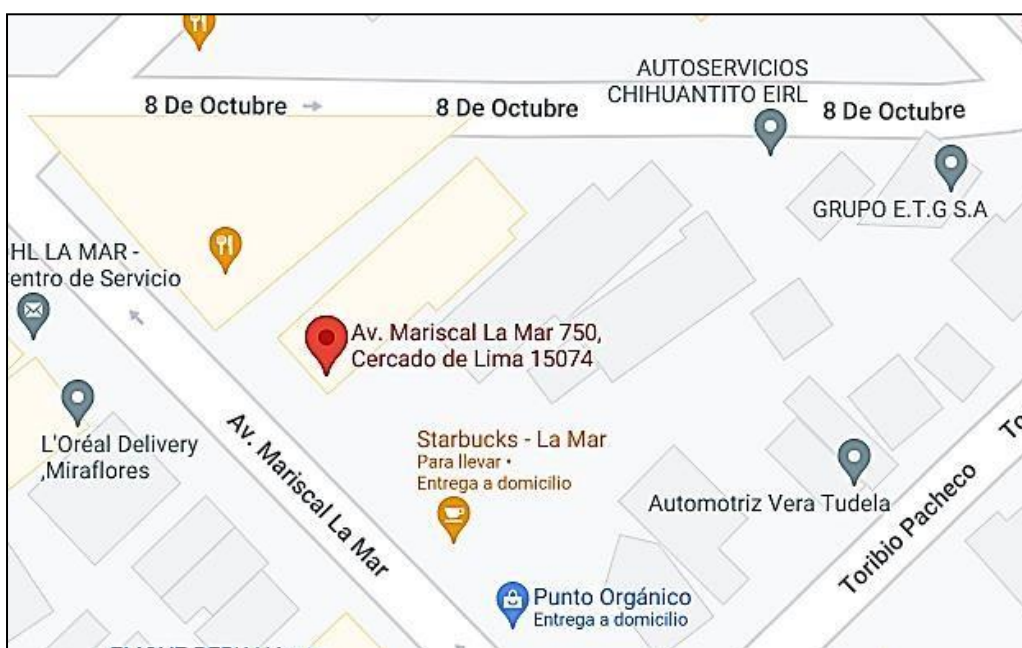 AUTOSERVICIOS
CHIHUANTITO EIRL
8 De Octubre
8 De Octubre
8 De Octubre
GRUPO E.T.G S.A
HL LA MAR -
entro de Servicio
Av. Mariscal La Mar 750,
Cercado de Lima 15074
L'Oréal Delivery
,Miraflores
Av. Mariscal La Mar
Starbucks - La Mar
Para llevar •
Entrega a domicilio
Automotriz Vera Tudela
Toribio Pacheco
To
Punto Orgánico
Entrega a domicilio